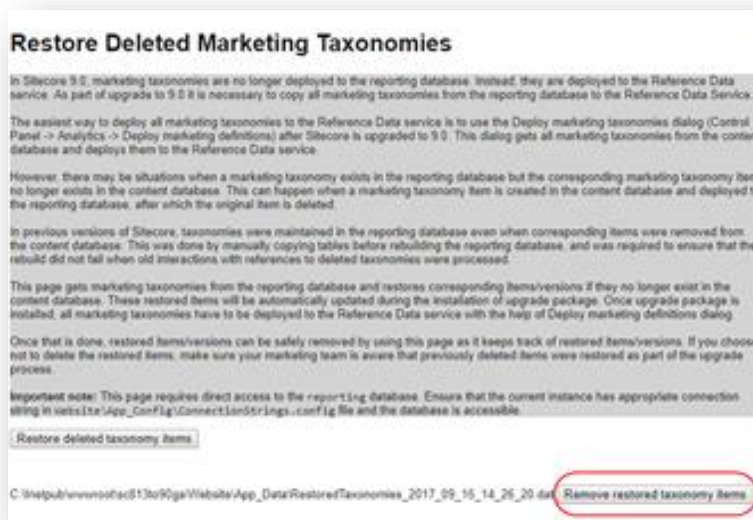 Restore Deleted Marketing Taxonomies
In Sitecore 9.0, marketing taxonomies are no longer deployed to the reporting database. Instead, they are deployed to the Reference Data
service. As part of upgrade to 9.0 it is necessary to copy all marketing taxonomies from the reporting database to the Reference Data Service.
The easiest way to deploy all marketing taxonomies to the Reference Data service is to use the Deploy marketing taxonomies dialog (Control
Panel -> Analytics -> Deploy marketing definitions) after Sitecore is upgraded to 9.0. This dialog gets all marketing taxonomies from the conte
database and deploys them to the Reference Data service.
However, there may be situations when a marketing taxonomy exists in the reporting database but the corresponding marketing taxonomy iter
no longer exists in the content database. This can happen when a marketing taxonomy item is created in the content database and deployed
the reporting database, after which the original item is deleted.
In previous versions of Sitecore, taxonomies were maintained in the reporting database even when corresponding items were removed from
the content database. This was done by manually copying tables before rebuilding the reporting database, and was required to ensure that the
rebuild did not fail when old interactions with references to deleted taxonomies were processed.
This page gets marketing taxonomies from the reporting database and restores corresponding items/versions if they no longer exist in the
content database. These restored items will be automatically updated during the installation of upgrade package. Once upgrade package is
installed, all marketing taxonomies have to be deployed to the Reference Data service with the help of Deploy marketing definitions dialog.
Once that is done, restored items/versions can be safely removed by using this page as it keeps track of restored items/versions. If you choos
not to delete the restored items, make sure your marketing team is aware that previously deleted items were restored as part of the upgrade
process.
Important note: This page requires direct access to the reporting database. Ensure that the current instance has appropriate connection
string in website\App_Config\ConnectionStrings.config file and the database is accessible.
Restore deleted taxonomy items
C:\Inetpub\wwwroot\sc813to90ga\Website\App_Data\RestoredTaxonomies_2017_09_15_14_26_20.dat Remove restored taxonomy items